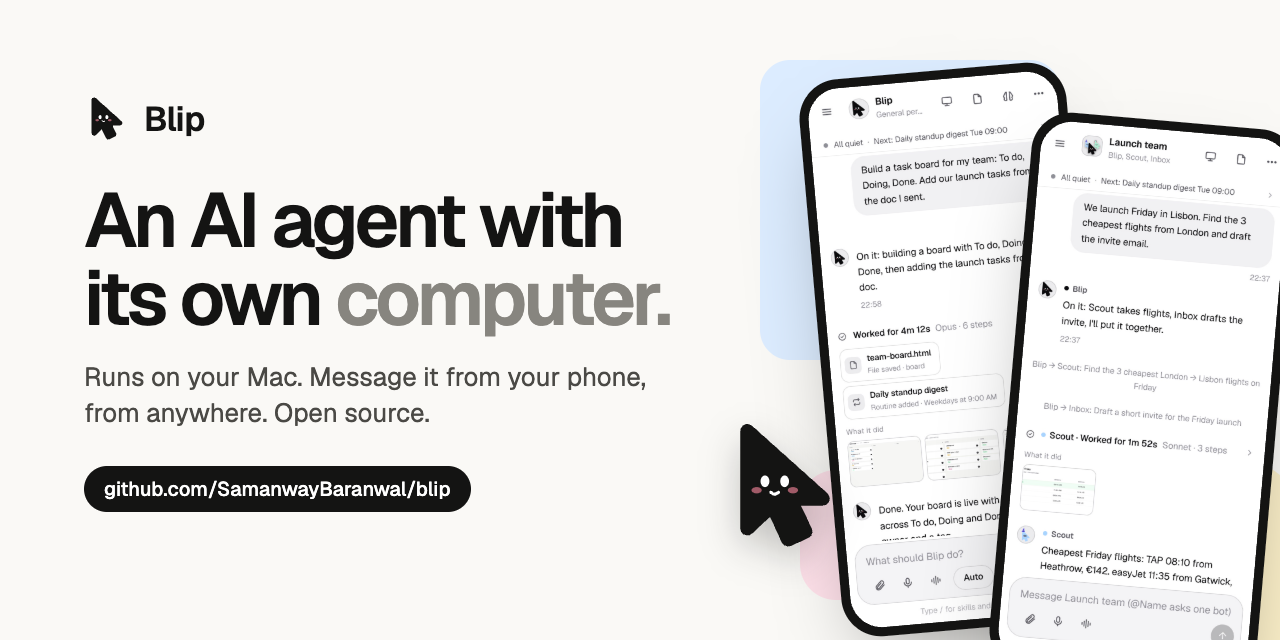 Blip
An AI agent with
its own computer.
Runs on your Mac. Message it from your phone,
from anywhere. Open source.
github.com/SamanwayBaranwal/blip
Blip
General per...
All quiet · Next: Daily standup digest Tue 09:00
Build a task board for my team: To do,
Doing, Done. Add our launch tasks from
the doc I sent.
On it: building a board with To do, Doing
Done, then adding the launch tasks
doc.
22:58
Worked for 4m 12s Opus · 6 steps
team-board.html
File saved · board
Daily standup digest
Routine added · Weekdays at 9:00 AM
What it did
Done. Your board is live with
across To do, Doing and
What should Blip do?
Auto
Type / for skills and
Launch team
Blip, Scout, Inbox
All quiet · Next: Daily standup digest Tue 09:00
We launch Friday in Lisbon. Find the 3
cheapest flights from London and draft
the invite email.
22:37
Blip
On it: Scout takes flights, Inbox drafts the
invite, I'll put it together.
22:37
Blip → Scout: Find the 3 cheapest London → Lisbon flights on
Friday
Blip → Inbox: Draft a short invite for the Friday launch
Scout · Worked for 1m 52s Sonnet · 3 steps
What it did
Scout
Cheapest Friday flights: TAP 08:10 from
Heathrow, €142. easyJet 11:35 from Gatwick,
Message Launch team (@Name asks one bot)